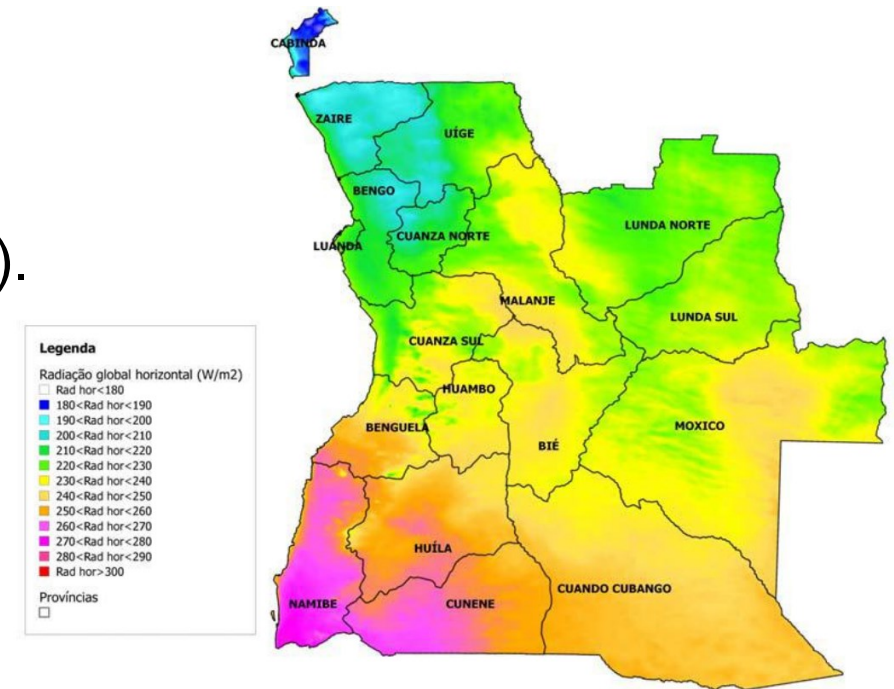 CABINDA
ZAIRE
UÍGE
BENGO
LUANDA
CUANZA NORTE
LUNDA NORTE
).
MALANJE
LUNDA SUL
CUANZA SUL
HUAMBO
BENGUELA
BIÉ
MOXICO
HUÍLA
NAMIBE
CUNENE
CUANDO CUBANGO
Legenda
Radiação global horizontal (W/m2)
Rad hor<180
180<Rad hor<190
190<Rad hor<200
200<Rad hor<210
210<Rad hor<220
220<Rad hor<230
230<Rad hor<240
240<Rad hor<250
250<Rad hor<260
260<Rad hor<270
270<Rad hor<280
280<Rad hor<290
Rad hor>300
Províncias